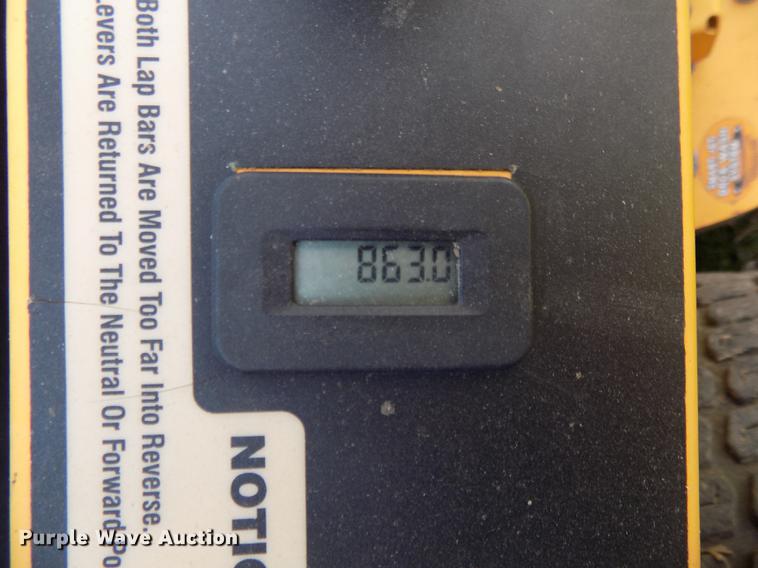 Both Lap Bars Are Moved Too Far Into Reverse.
Levers Are Returned To The Neutral Or Forward Po
863.0
NOTIC
Purple Wave Auction